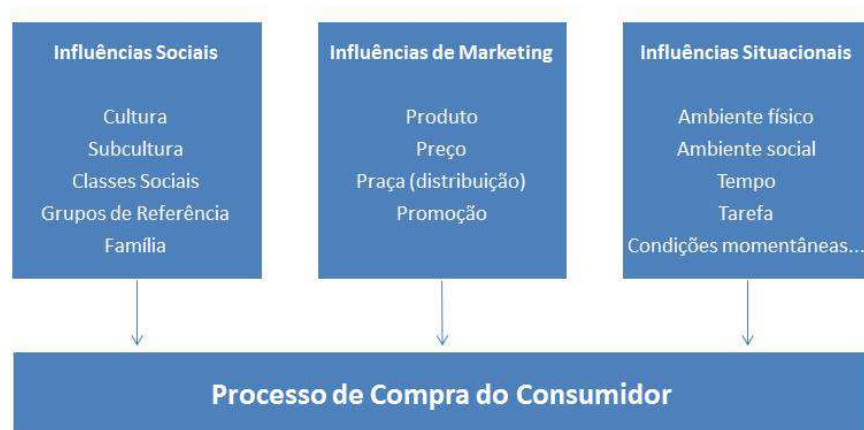 Influências Sociais
Cultura
Subcultura
Classes Sociais
Grupos de Referência
Família
Influências de Marketing
Produto
Preço
Praça (distribuição)
Promoção
Influências Situacionais
Ambiente físico
Ambiente social
Tempo
Tarefa
Condições momentâneas...
Processo de Compra do Consumidor